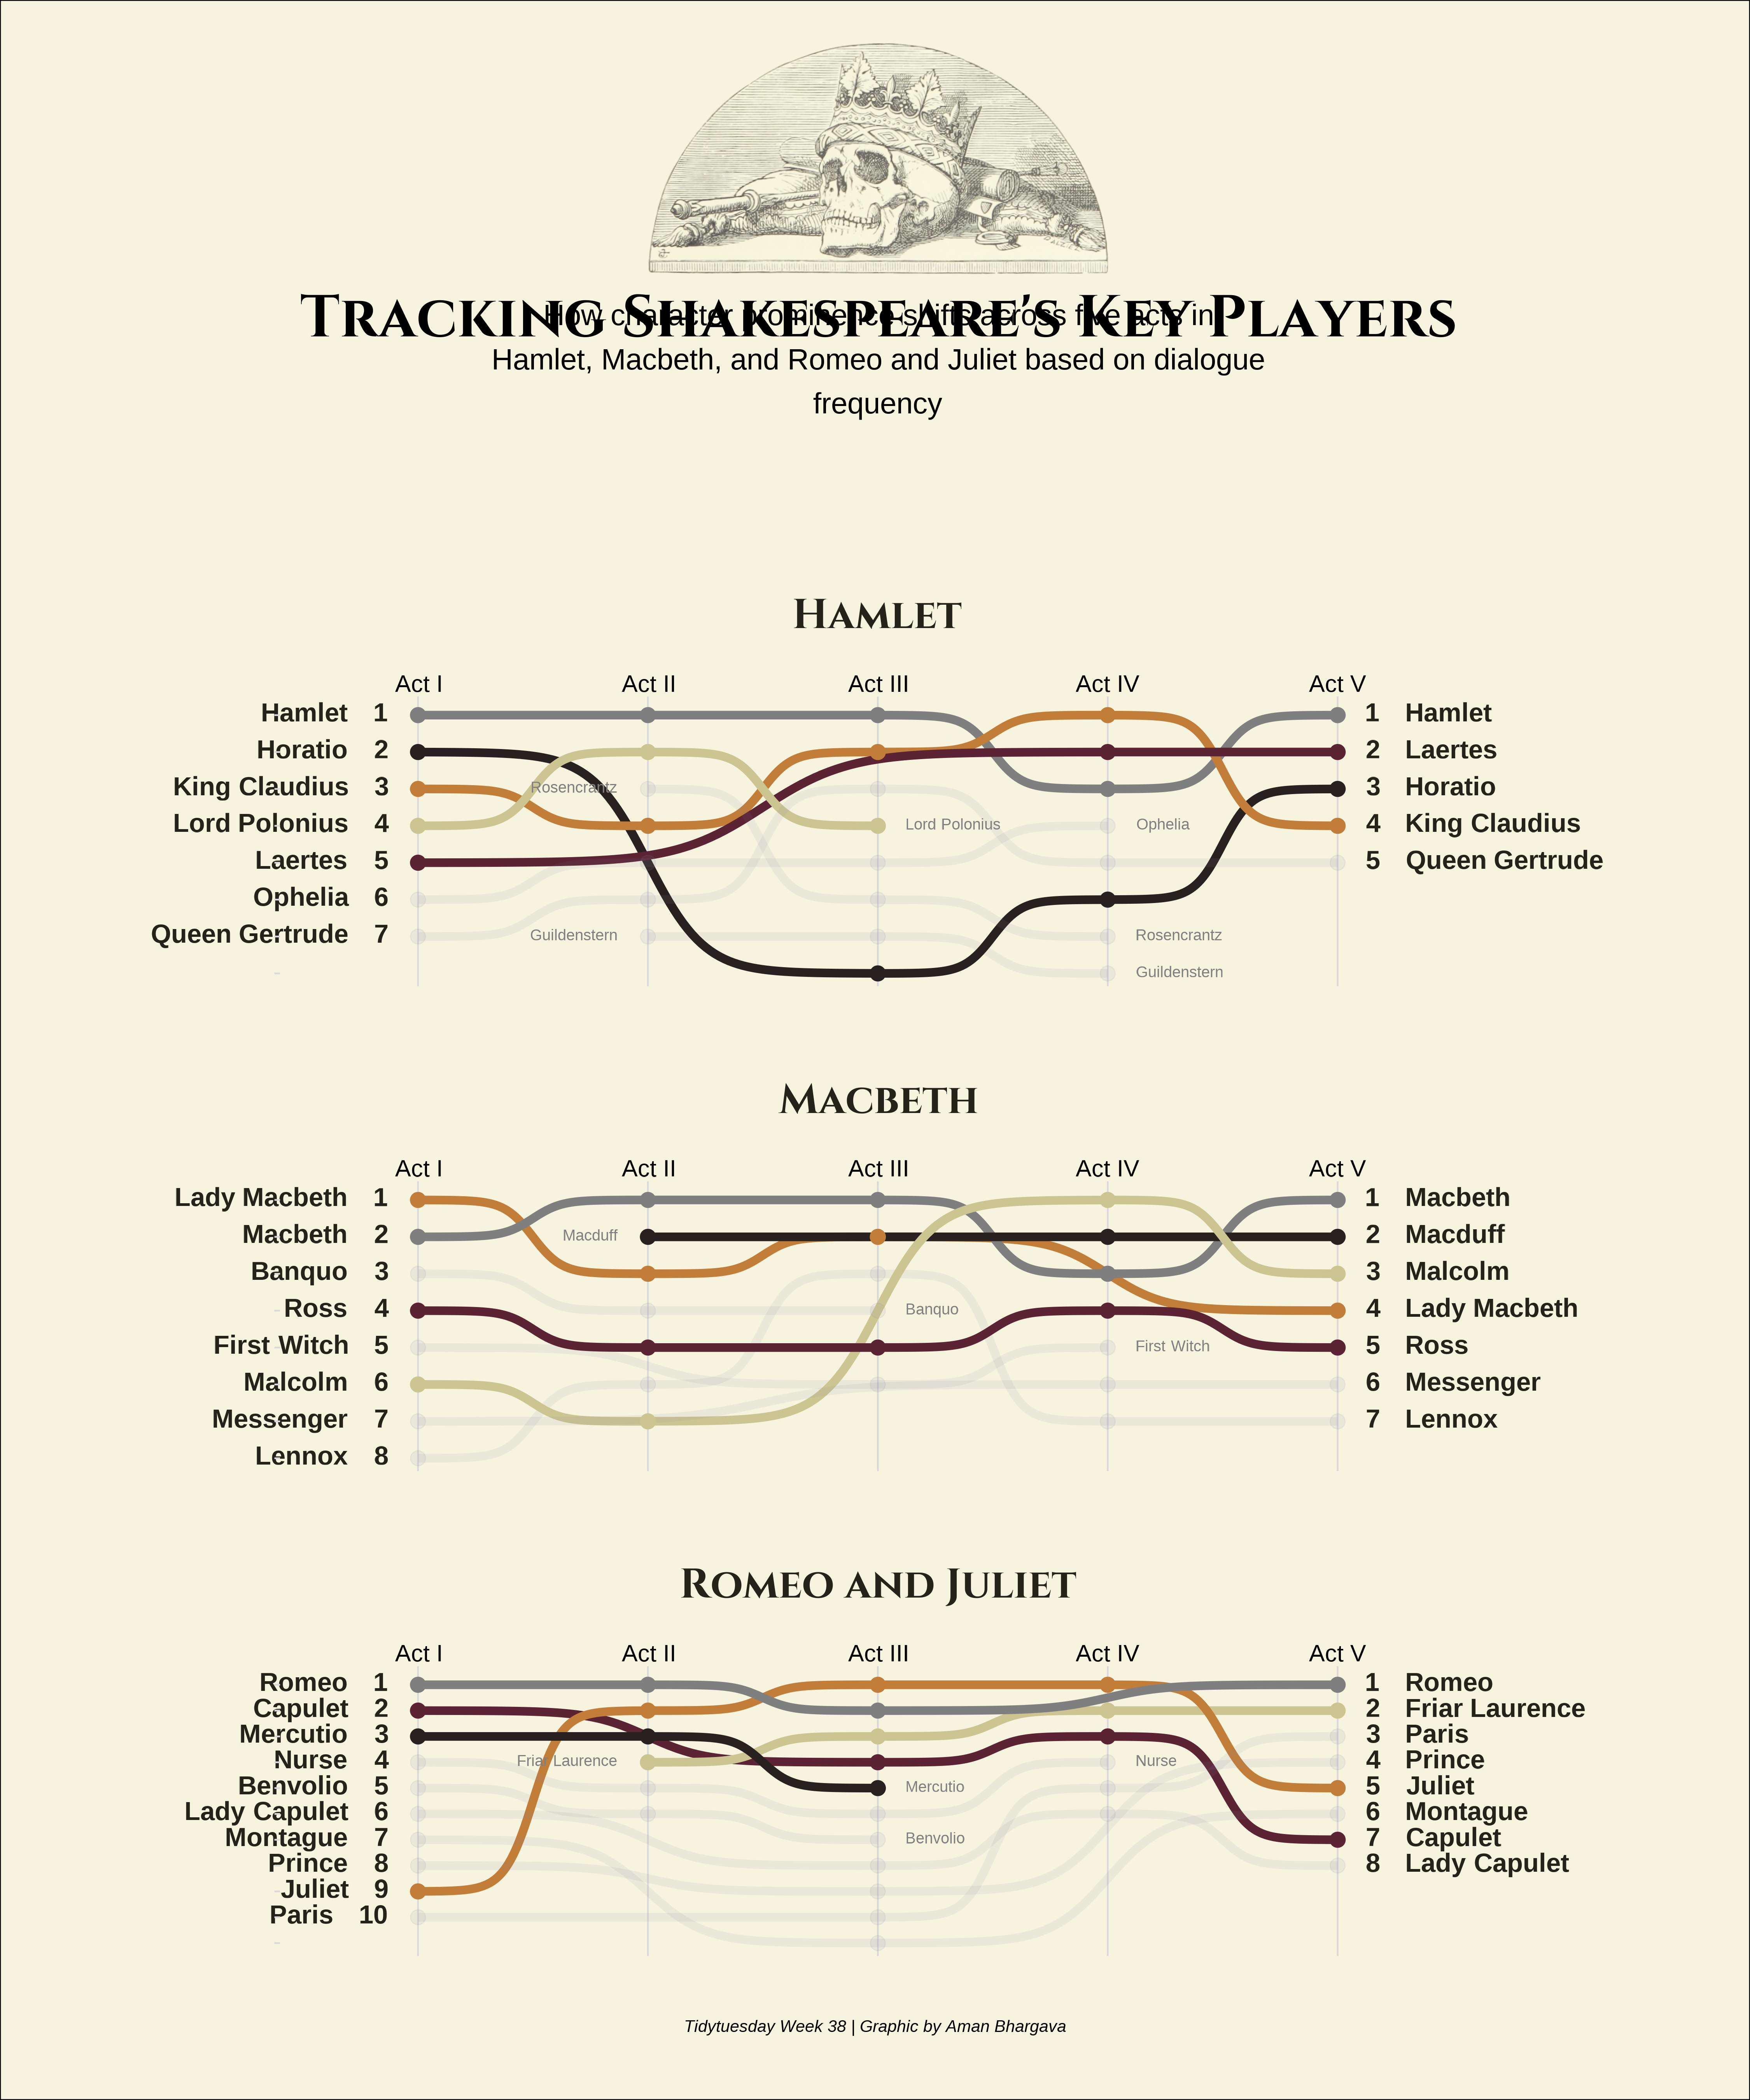 Tracking Shakespeare's Key Players
How character prominence shifts across five acts in
Hamlet, Macbeth, and Romeo and Juliet based on dialogue
frequency
Hamlet
Act I Act II Act III Act IV Act V
Hamlet 1 1 Hamlet
Horatio 2 2 Laertes
King Claudius 3 Rosencrantz 3 Horatio
Lord Polonius 4 Lord Polonius Ophelia 4 King Claudius
Laertes 5 5 Queen Gertrude
Ophelia 6
Queen Gertrude 7 Guildenstern Rosencrantz
Guildenstern
Macbeth
Act I Act II Act III Act IV Act V
Lady Macbeth 1 1 Macbeth
Macbeth 2 Macduff 2 Macduff
Banquo 3 3 Malcolm
Ross 4 Banquo 4 Lady Macbeth
First Witch 5 First Witch 5 Ross
Malcolm 6 6 Messenger
Messenger 7 7 Lennox
Lennox 8
Romeo and Juliet
Act I Act II Act III Act IV Act V
Romeo 1 1 Romeo
Capulet 2 2 Friar Laurence
Mercutio 3 3 Paris
Nurse 4 Friar Laurence Nurse 4 Prince
Benvolio 5 Mercutio 5 Juliet
Lady Capulet 6 6 Montague
Montague 7 Benvolio 7 Capulet
Prince 8 8 Lady Capulet
Juliet 9
Paris 10
Tidytuesday Week 38 | Graphic by Aman Bhargava